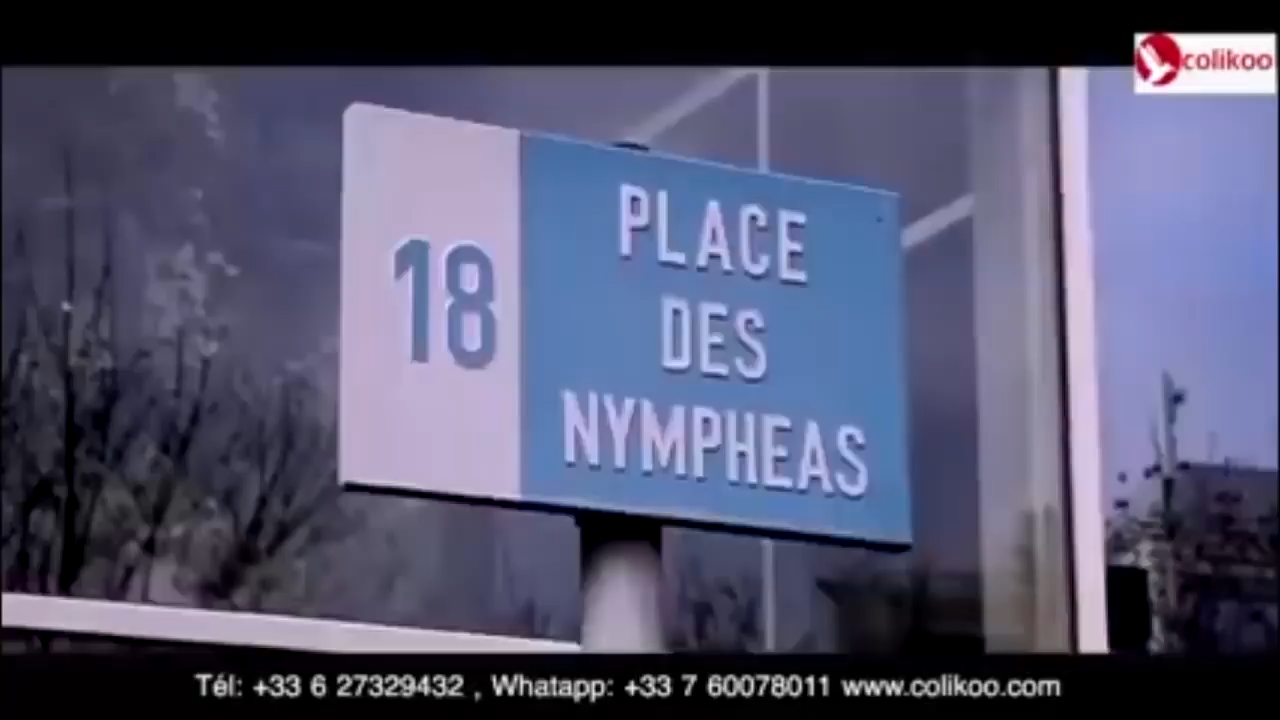 colikoo
18
PLACE
DES
NYMPHEAS
Tél: +33 6 27329432 , Whatapp: +33 7 60078011 www.colikoo.com